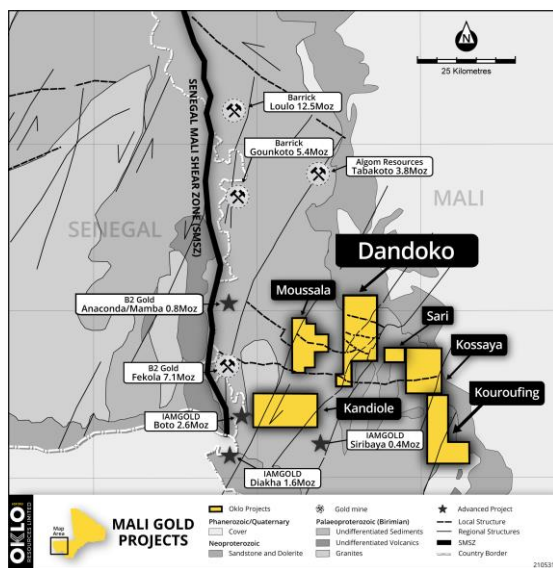 N
25 Kilometres
SENEGAL MALI SHEAR ZONE (SMSZ)
Barrick
Loulo 12.5Moz
Barrick
Gounkoto 5.4Moz
Algom Resources
Tabakoto 3.8Moz
SENEGAL
MALI
Dandoko
Moussala
B2 Gold
Anaconda/Mamba 0.8Moz
Sari
Kossaya
B2 Gold
Fekola 7.1Moz
IAMGOLD
Boto 2.6Moz
Kandiole
Kouroufing
IAMGOLD
Siribaya 0.4Moz
IAMGOLD
Diakha 1.6Moz
OKLO
RESOURCES LIMITED
Map
Area
MALI GOLD
PROJECTS
Oklo Projects
Gold mine
Advanced Project
Phanerozoic/Quaternary
Cover
Neoproterozoic
Sandstone and Dolerite
Palaeoproterozoic (Birimian)
Undifferentiated Sediments
Undifferentiated Volcanics
Granites
Local Structure
Regional Structures
SMSZ
Country Border